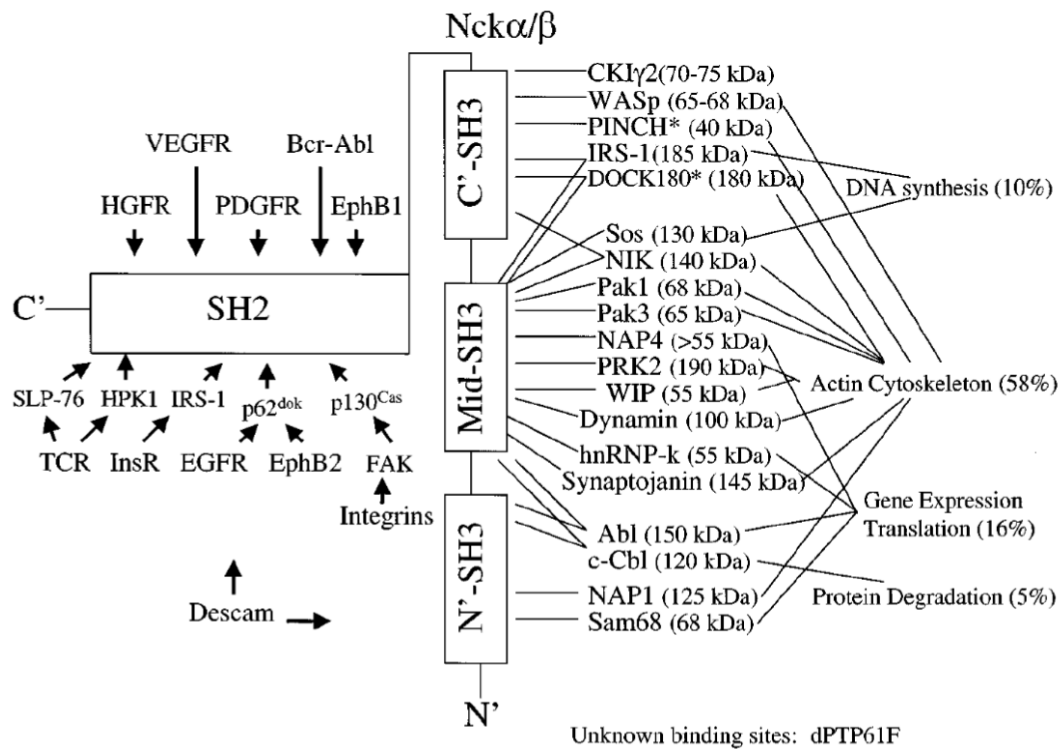 Nckα/β
VEGFR
Bcr-Abl
HGFR
PDGFR
EphB1
C'
SH2
SLP-76
HPK1
IRS-1
p62dok
p130Cas
TCR
InsR
EGFR
EphB2
FAK
Integrins
Descam
C'-SH3
Mid-SH3
N'-SH3
N'
CKIγ2(70-75 kDa)
WASp (65-68 kDa)
PINCH* (40 kDa)
IRS-1(185 kDa)
DOCK180* (180 kDa)
Sos (130 kDa)
NIK (140 kDa)
Pak1 (68 kDa)
Pak3 (65 kDa)
NAP4 (>55 kDa)
PRK2 (190 kDa)
WIP (55 kDa)
Dynamin (100 kDa)
hnRNP-k (55 kDa)
Synaptojanin (145 kDa)
Abl (150 kDa)
c-Cbl (120 kDa)
NAP1 (125 kDa)
Sam68 (68 kDa)
DNA synthesis (10%)
Actin Cytoskeleton (58%)
Gene Expression
Translation (16%)
Protein Degradation (5%)
Unknown binding sites: dPTP61F